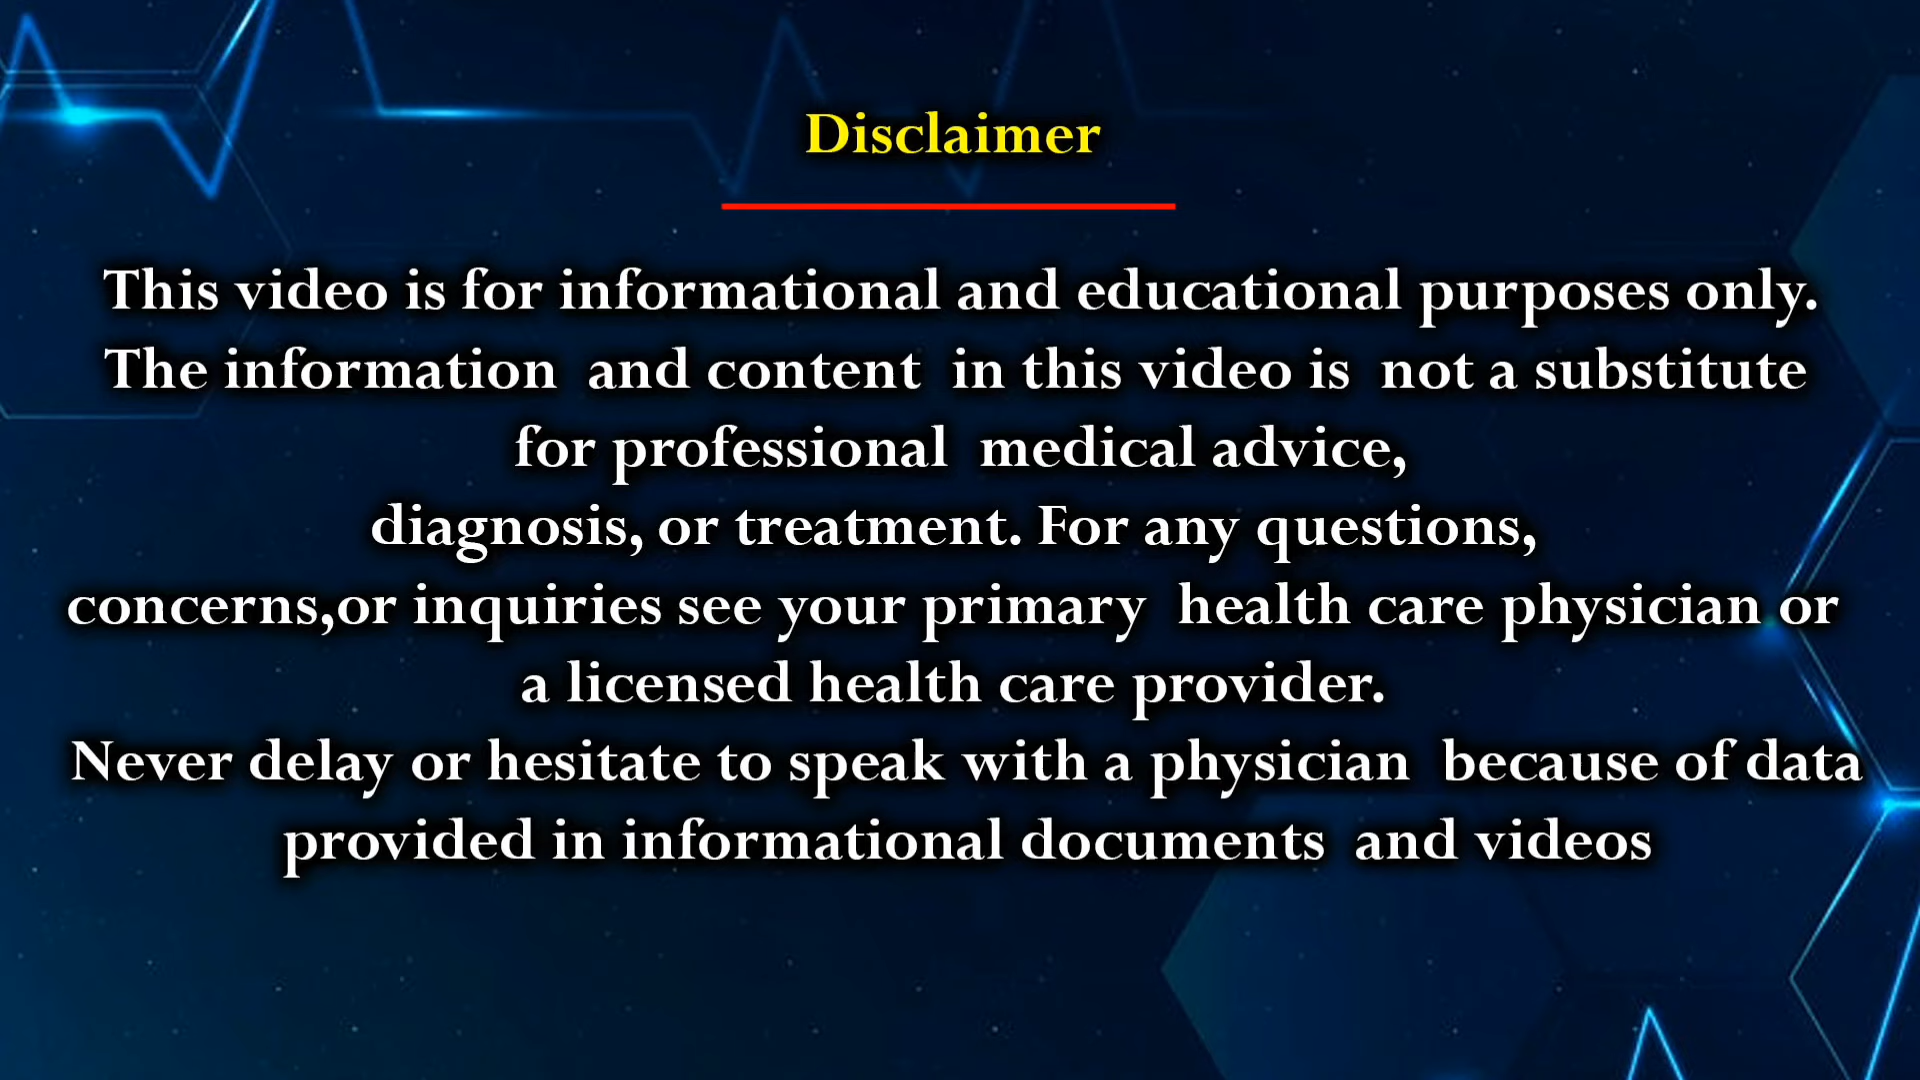 Disclaimer
This video is for informational and educational purposes only.
The information and content in this video is not a substitute
for professional medical advice,
diagnosis, or treatment. For any questions,
concerns,or inquiries see your primary health care physician or
a licensed health care provider.
Never delay or hesitate to speak with a physician because of data
provided in informational documents and videos